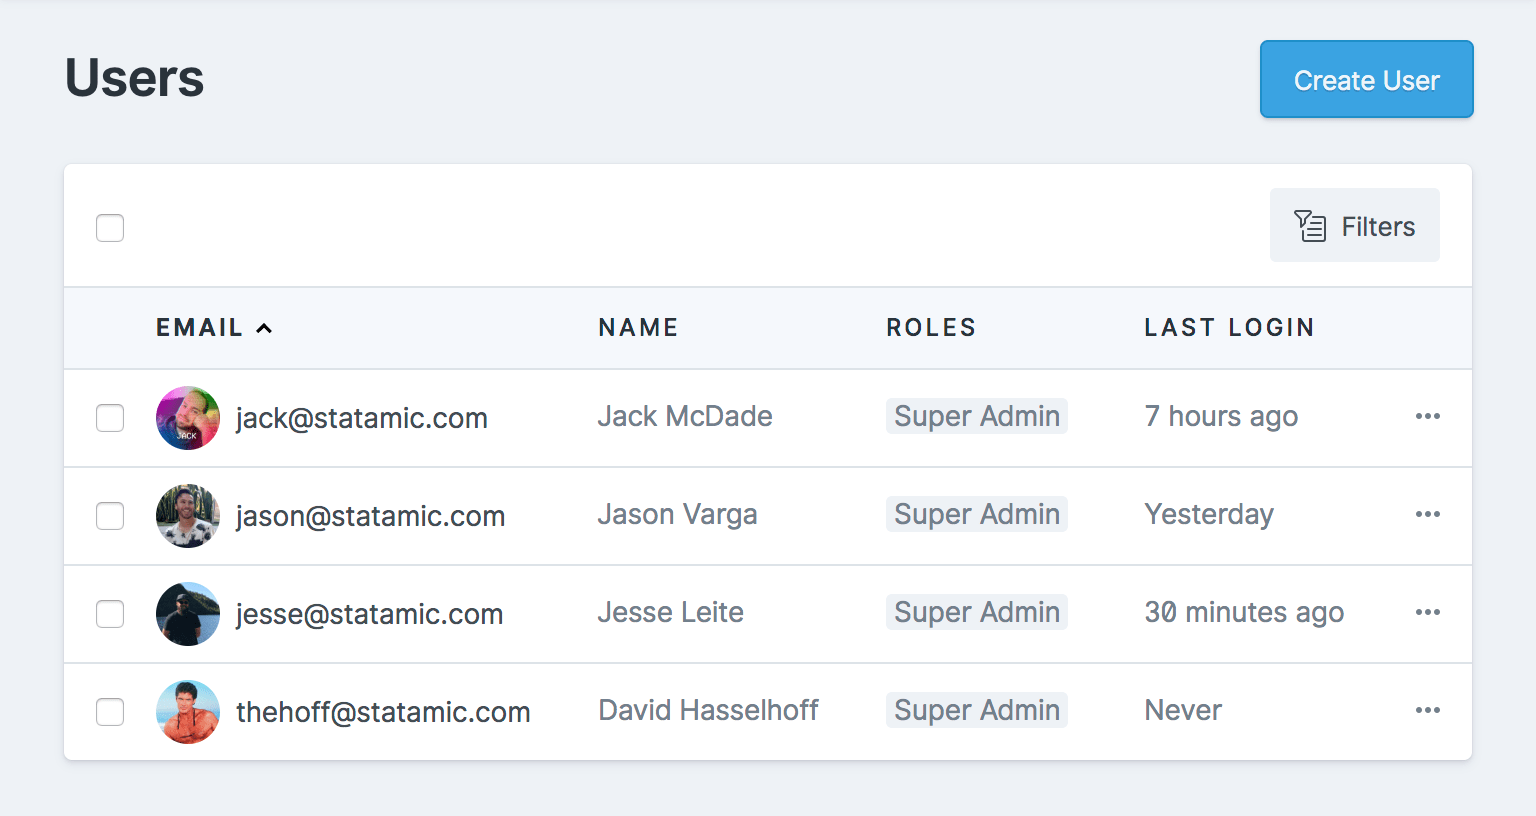 Users
Create User
Filters
EMAIL NAME ROLES LAST LOGIN
JACK
jack@statamic.com Jack McDade Super Admin 7 hours ago
jason@statamic.com Jason Varga Super Admin Yesterday
jesse@statamic.com Jesse Leite Super Admin 30 minutes ago
thehoff@statamic.com David Hasselhoff Super Admin Never